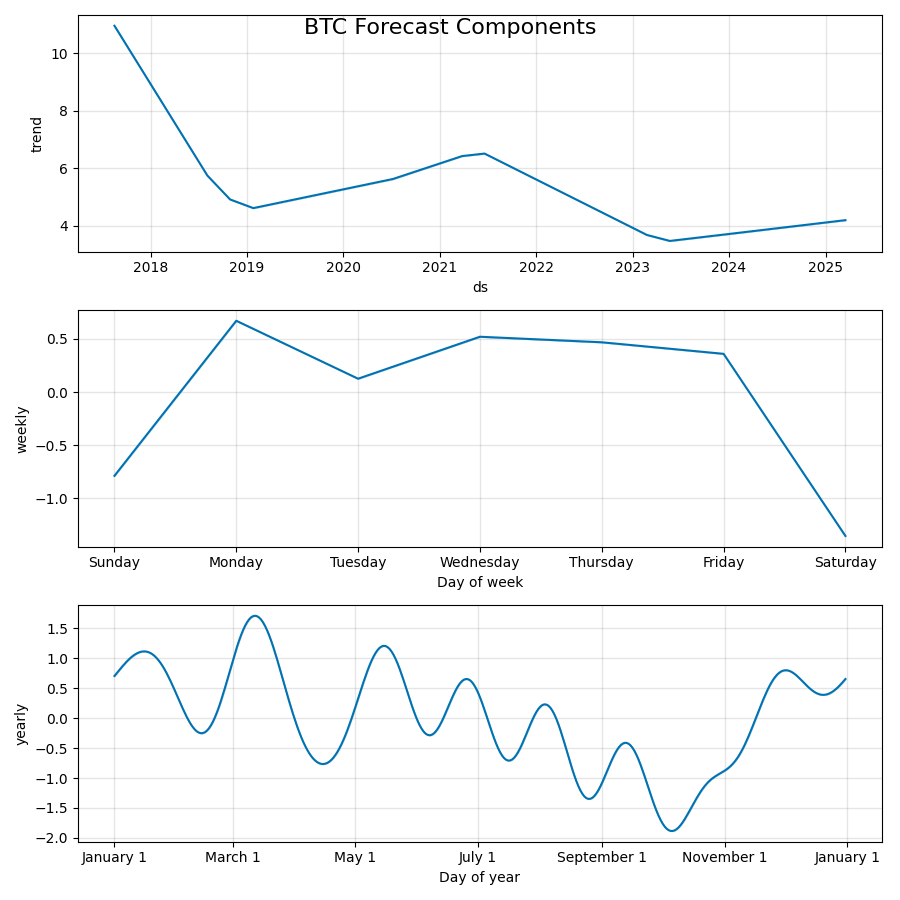 BTC Forecast Components
10
8
6
4
trend
2018 2019 2020 2021 2022 2023 2024 2025
ds
0.5
0.0
−0.5
−1.0
weekly
Sunday Monday Tuesday Wednesday Thursday Friday Saturday
Day of week
1.5
1.0
0.5
0.0
−0.5
−1.0
−1.5
−2.0
yearly
January 1 March 1 May 1 July 1 September 1 November 1 January 1
Day of year